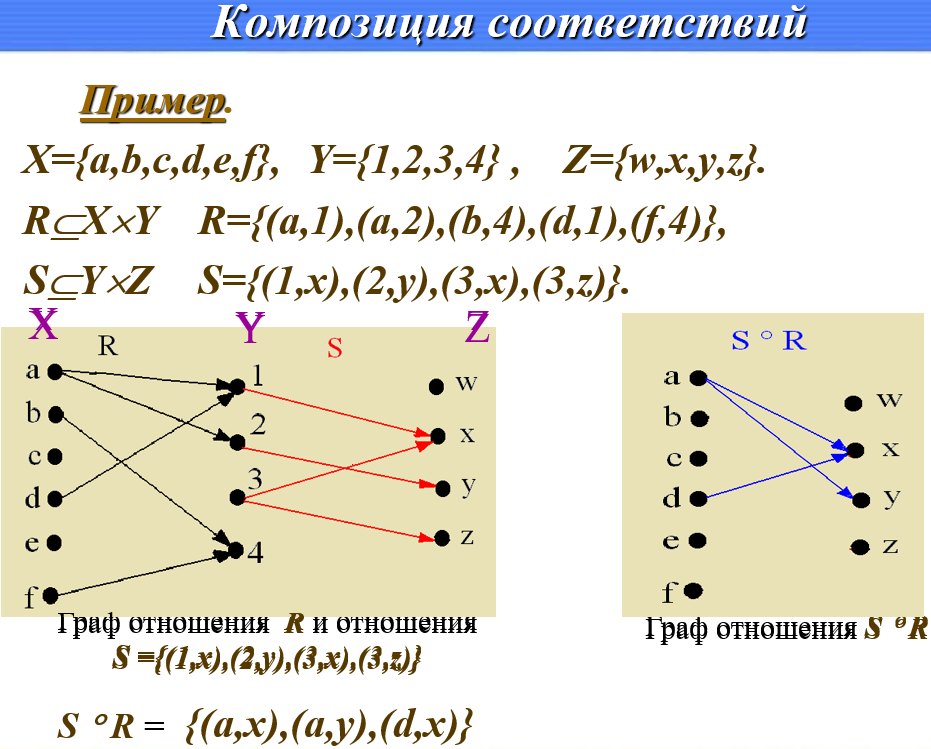 Композиция соответствий
Пример.
X={a,b,c,d,e,f}, Y={1,2,3,4} , Z={w,x,y,z}.
R⊆X×Y R={(a,1),(a,2),(b,4),(d,1),(f,4)},
S⊆Y×Z S={(1,x),(2,y),(3,x),(3,z)}.
X Y Z
R S
a 1 w
b 2 x
c 3 y
d 4 z
e
f
S ° R
a w
b x
c y
d z
e
f
Граф отношения R и отношения
S ={(1,x),(2,y),(3,x),(3,z)}
Граф отношения S °R
S ° R = {(a,x),(a,y),(d,x)}